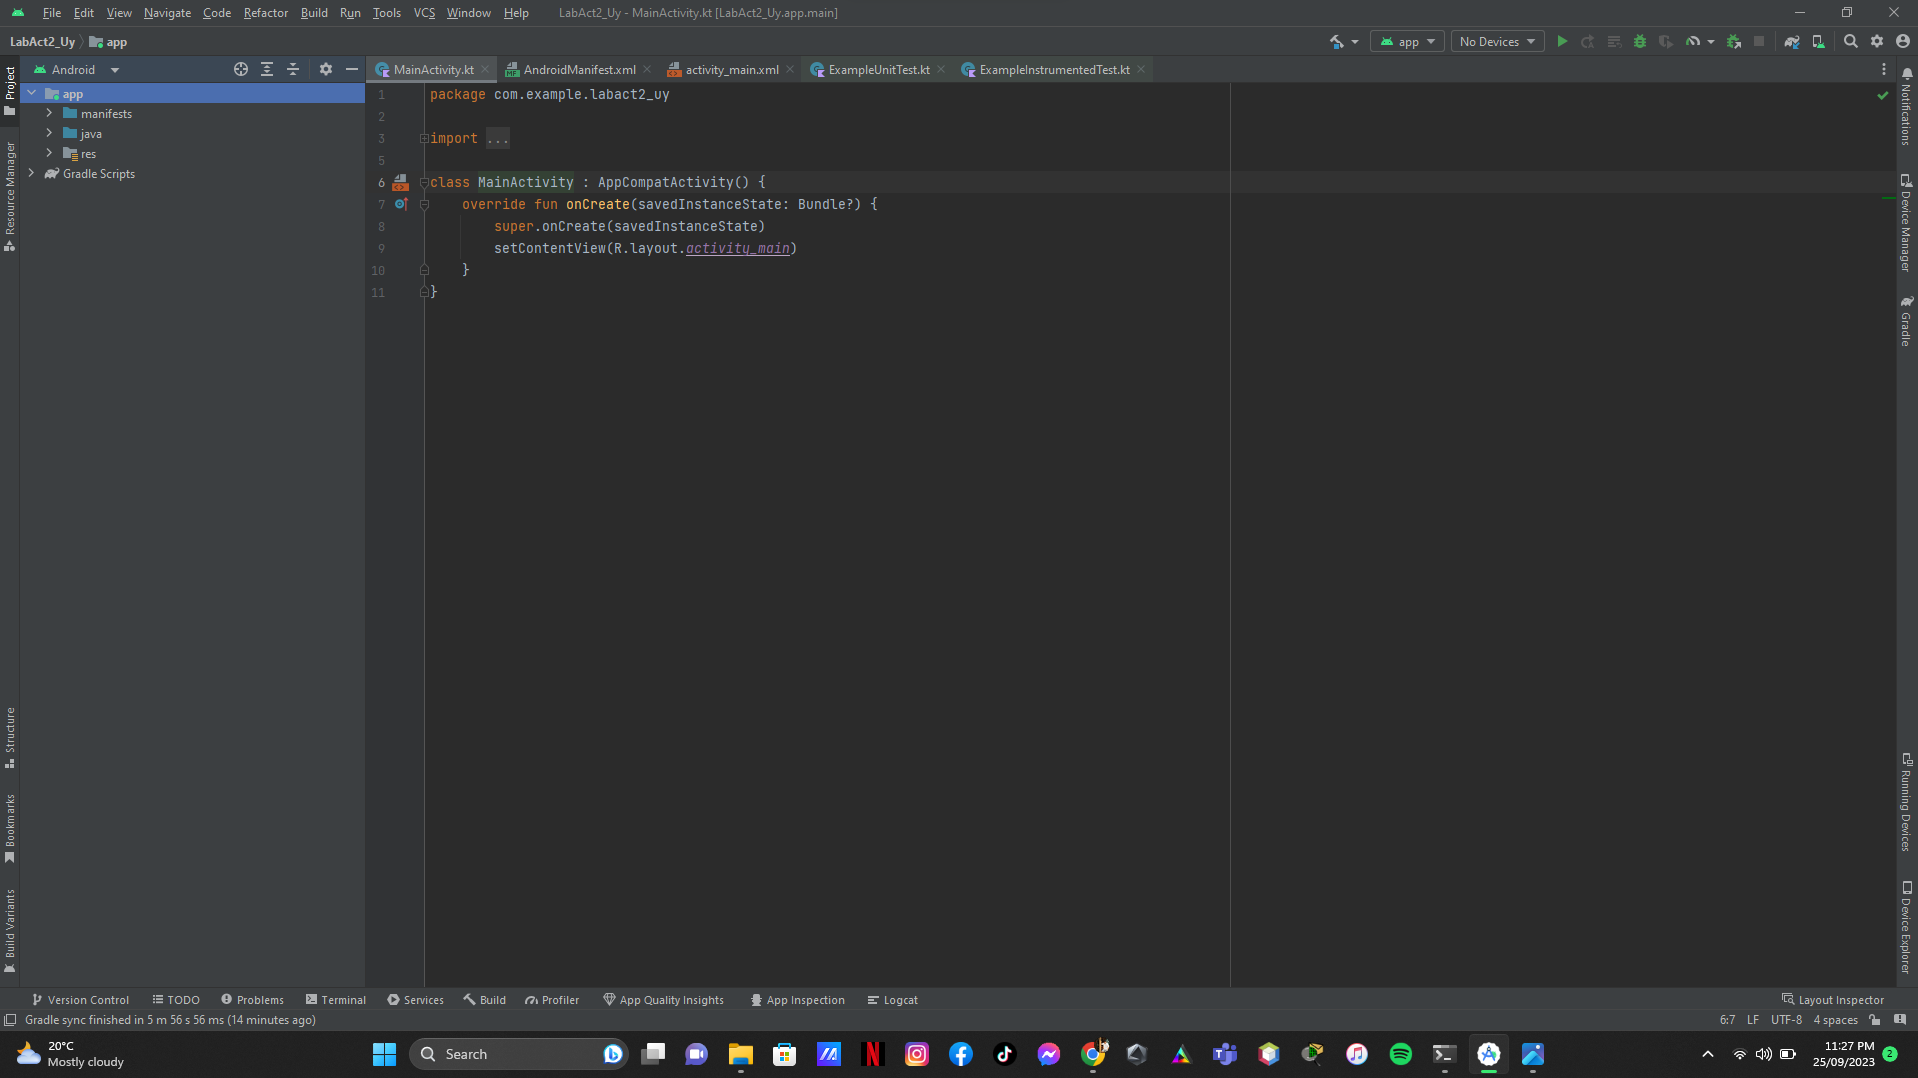 File Edit View Navigate Code Refactor Build Run Tools VCS Window Help LabAct2_Uy - MainActivity.kt [LabAct2_Uy.app.main]
LabAct2_Uy app app No Devices
Android MainActivity.kt AndroidManifest.xml activity_main.xml ExampleUnitTest.kt ExampleInstrumentedTest.kt
Project
Resource Manager
Structure
Bookmarks
Build Variants
app
manifests
java
res
Gradle Scripts
1 package com.example.labact2_uy
2
3 import ...
5
6 class MainActivity : AppCompatActivity() {
7 override fun onCreate(savedInstanceState: Bundle?) {
8 super.onCreate(savedInstanceState)
9 setContentView(R.layout.activity_main)
10 }
11 }
Notifications
Device Manager
Gradle
Running Devices
Device Explorer
Version Control TODO Problems Terminal Services Build Profiler App Quality Insights App Inspection Logcat Layout Inspector
Gradle sync finished in 5 m 56 s 56 ms (14 minutes ago) 6:7 LF UTF-8 4 spaces
20°C
Mostly cloudy
Search
11:27 PM
25/09/2023
2